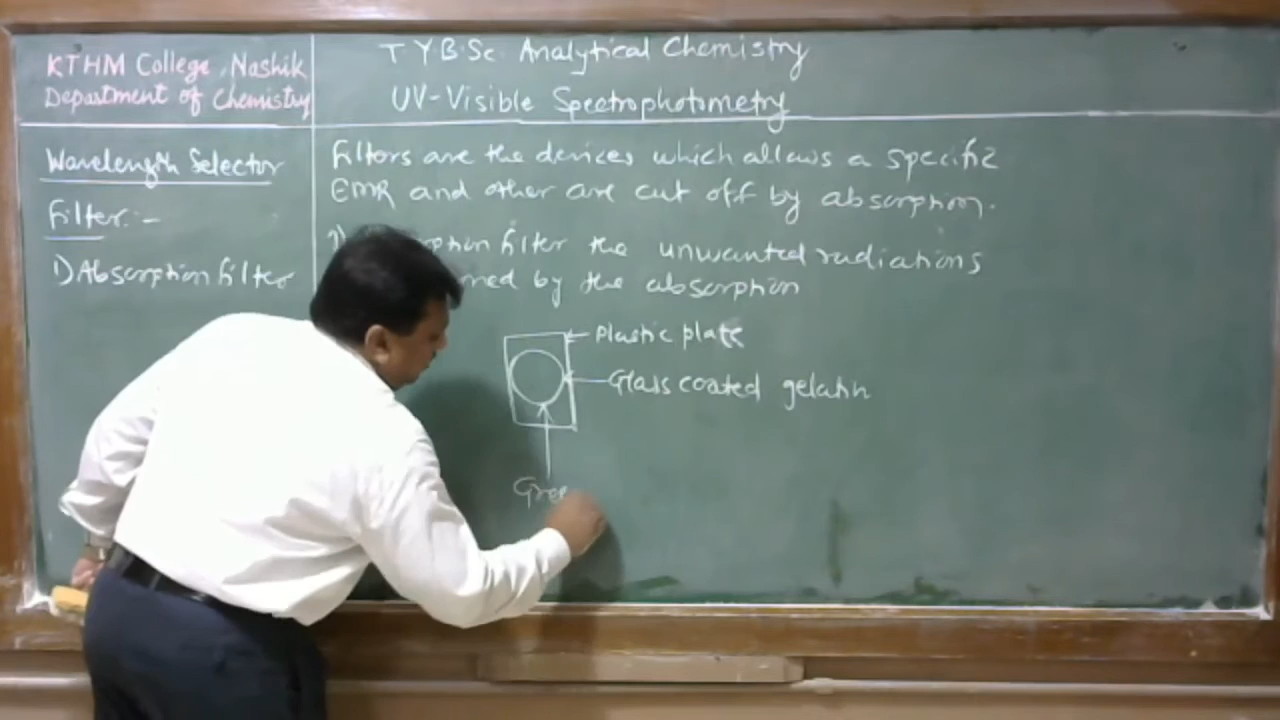 KTHM College, Nashik
Department of Chemistry
T Y B.Sc. Analytical Chemistry
UV-Visible Spectrophotometry
Wavelength Selector
Filter:-
1) Absorption Filter
Filters are the devices which allows a specific
EMR and other are cut off by absorption.
filter the unwanted radiations
by the absorption
Plastic plate
Glass coated gelatin
Gree